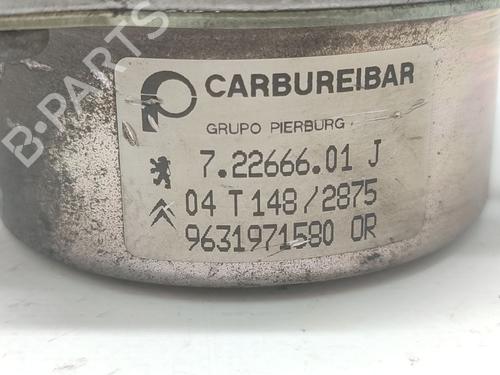 B-PARTS
CARBUREIBAR
GRUPO PIERBURG
7.22666.01 J
04 T 148/2875
9631971580 OR